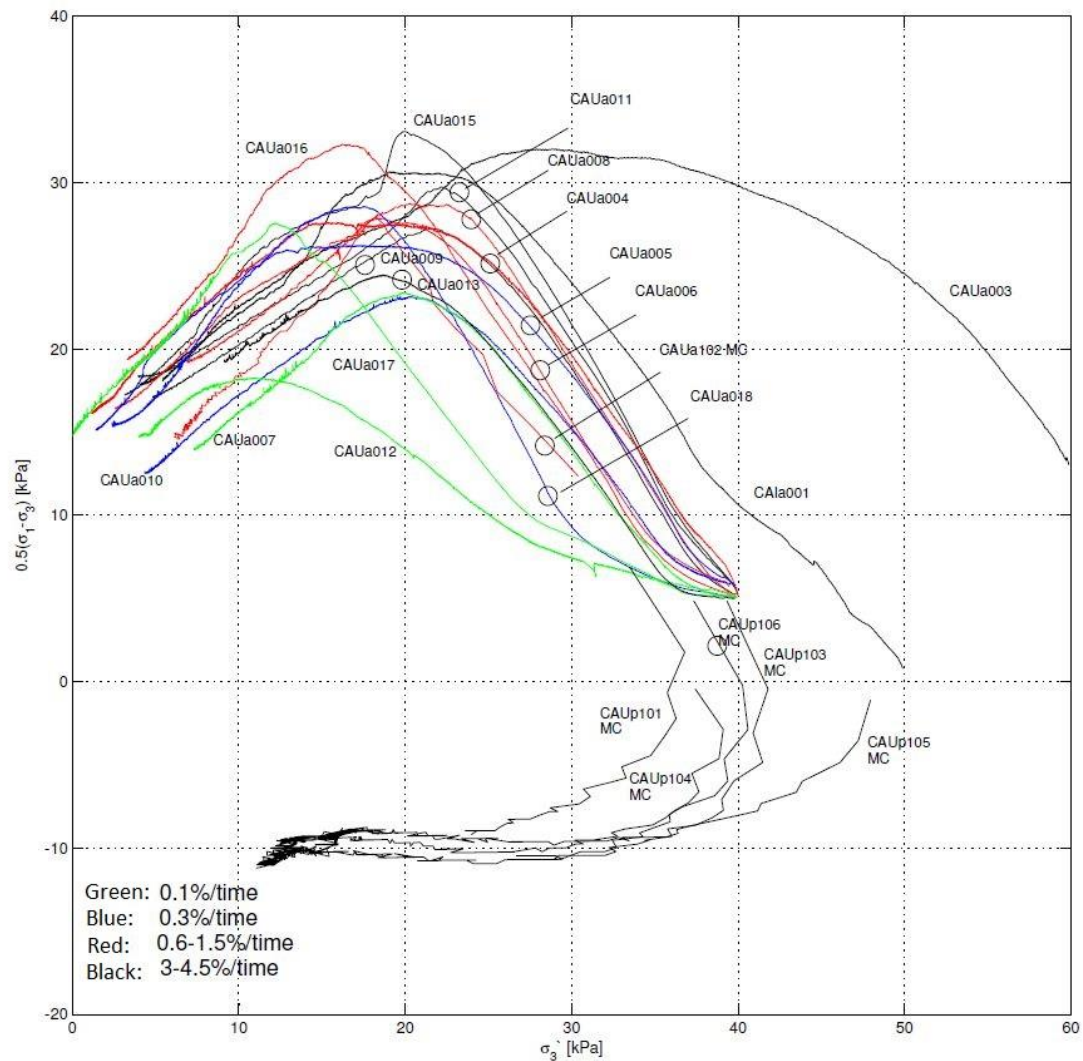 40
30
20
10
0
-10
-20
0
10
20
30
40
50
60
0.5(σ1-σ3) [kPa]
σ3` [kPa]
CAUa011
CAUa015
CAUa016
CAUa008
CAUa004
CAUa005
CAUa009
CAUa006
CAUa013
CAUa003
CAUa102-MC
CAUa017
CAUa018
CAUa007
CAUa012
CAUa010
CAIa001
CAUp106
MC
CAUp103
MC
CAUp101
MC
CAUp105
MC
CAUp104
MC
Green: 0.1%/time
Blue: 0.3%/time
Red: 0.6-1.5%/time
Black: 3-4.5%/time